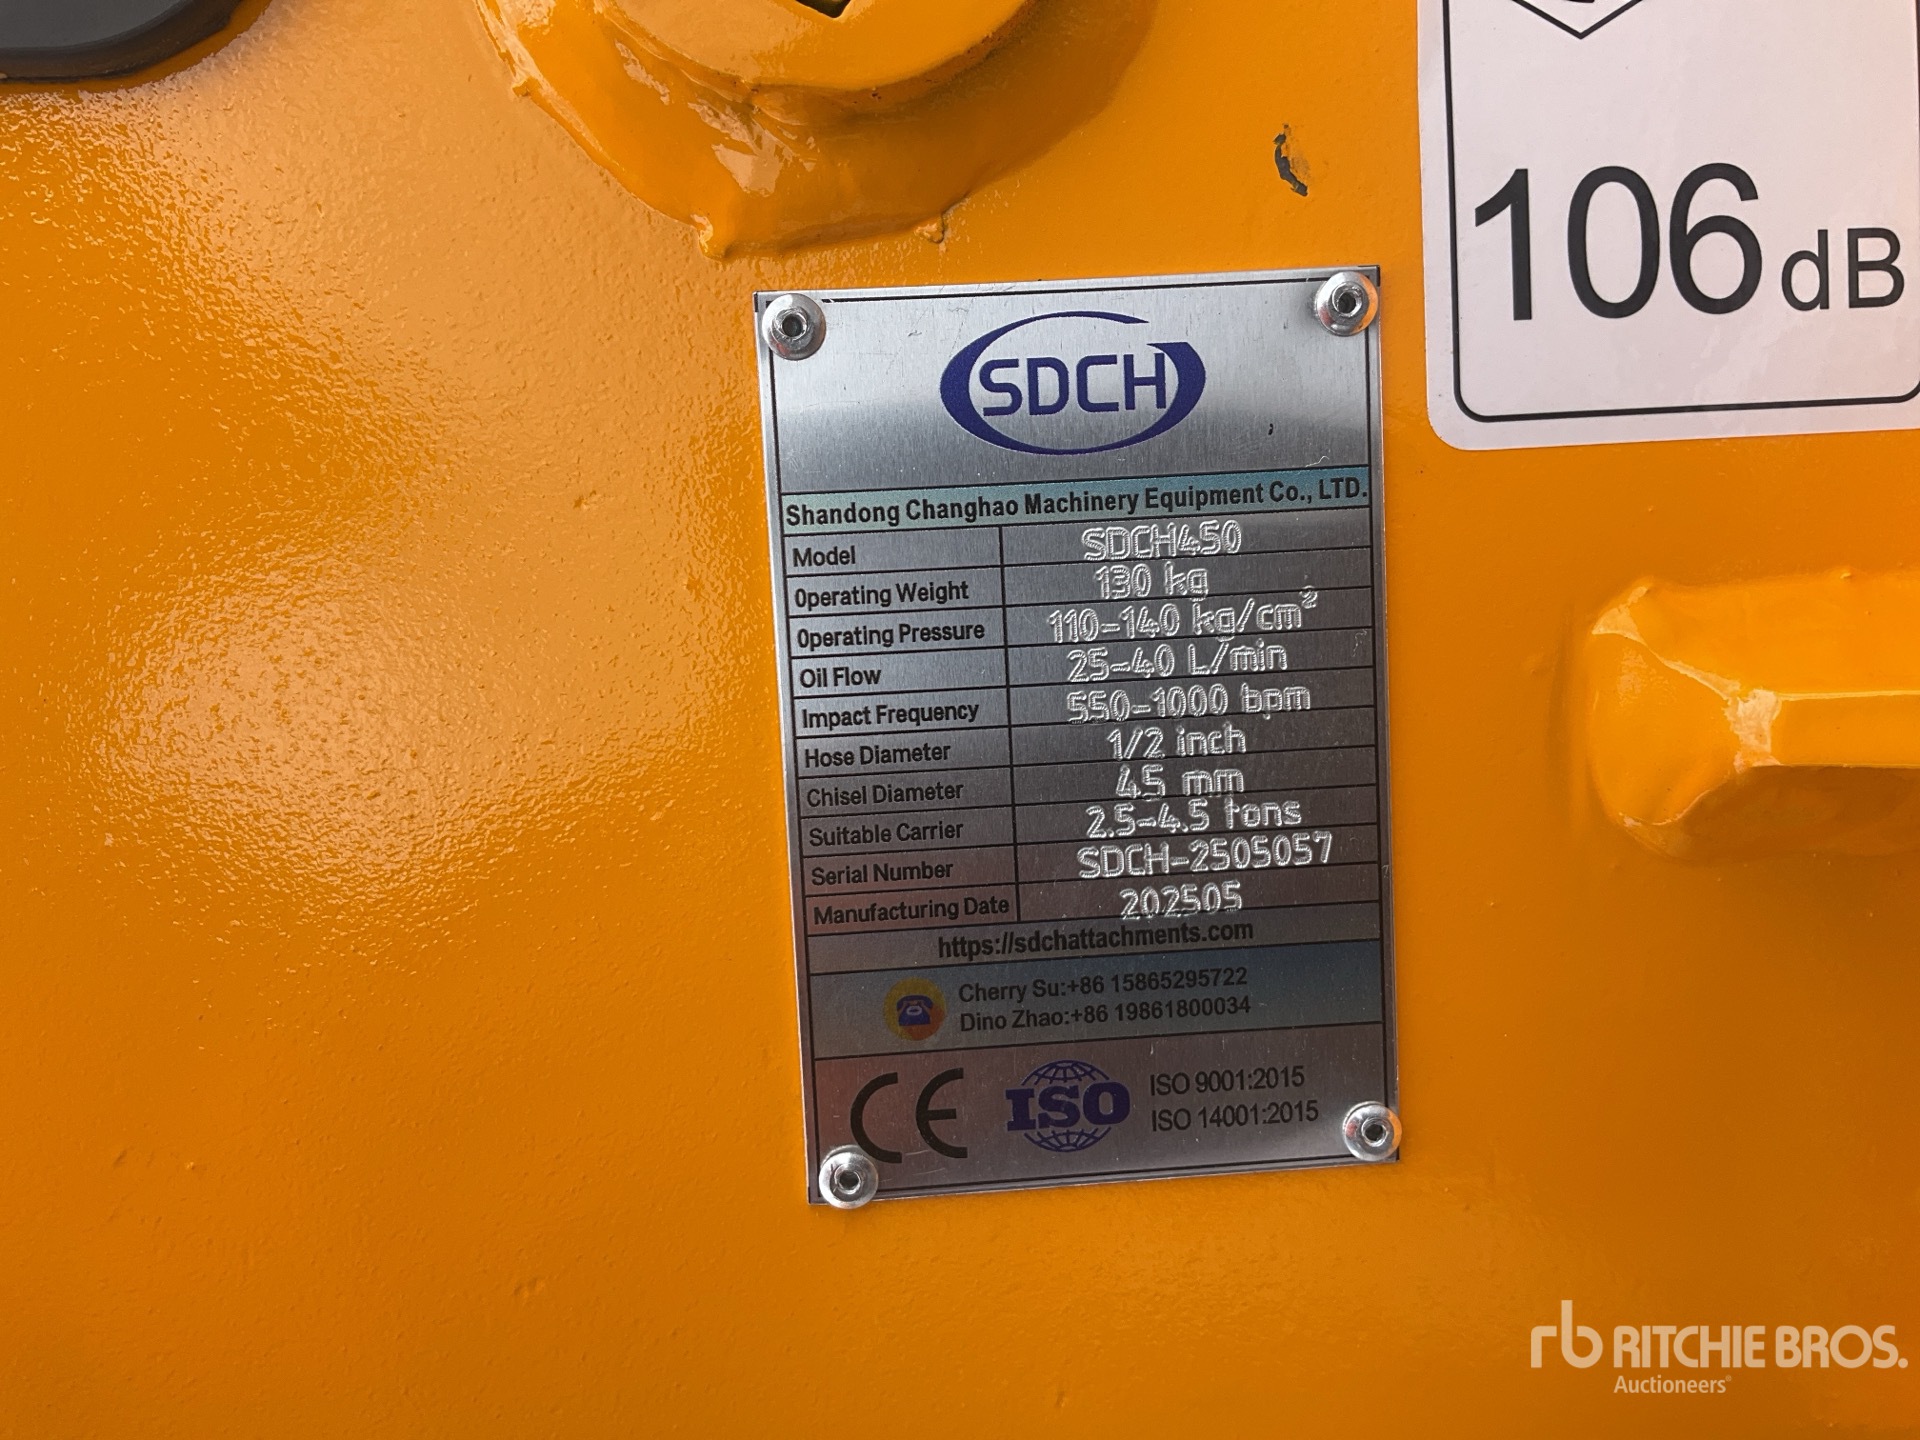 106 dB
SDCH
Shandong Changhao Machinery Equipment Co., LTD.
Model SDCH450
Operating Weight 130 kg
Operating Pressure 110-140 kg/cm²
Oil Flow 25-40 L/min
Impact Frequency 550-1000 bpm
Hose Diameter 1/2 inch
Chisel Diameter 45 mm
Suitable Carrier 2.5-4.5 tons
Serial Number SDCH-2505057
Manufacturing Date 202505
https://sdchattachments.com
Cherry Su:+86 15865295722
Dino Zhao:+86 19861800034
CE ISO ISO 9001:2015
ISO 14001:2015
rb RITCHIE BROS.
Auctioneers®